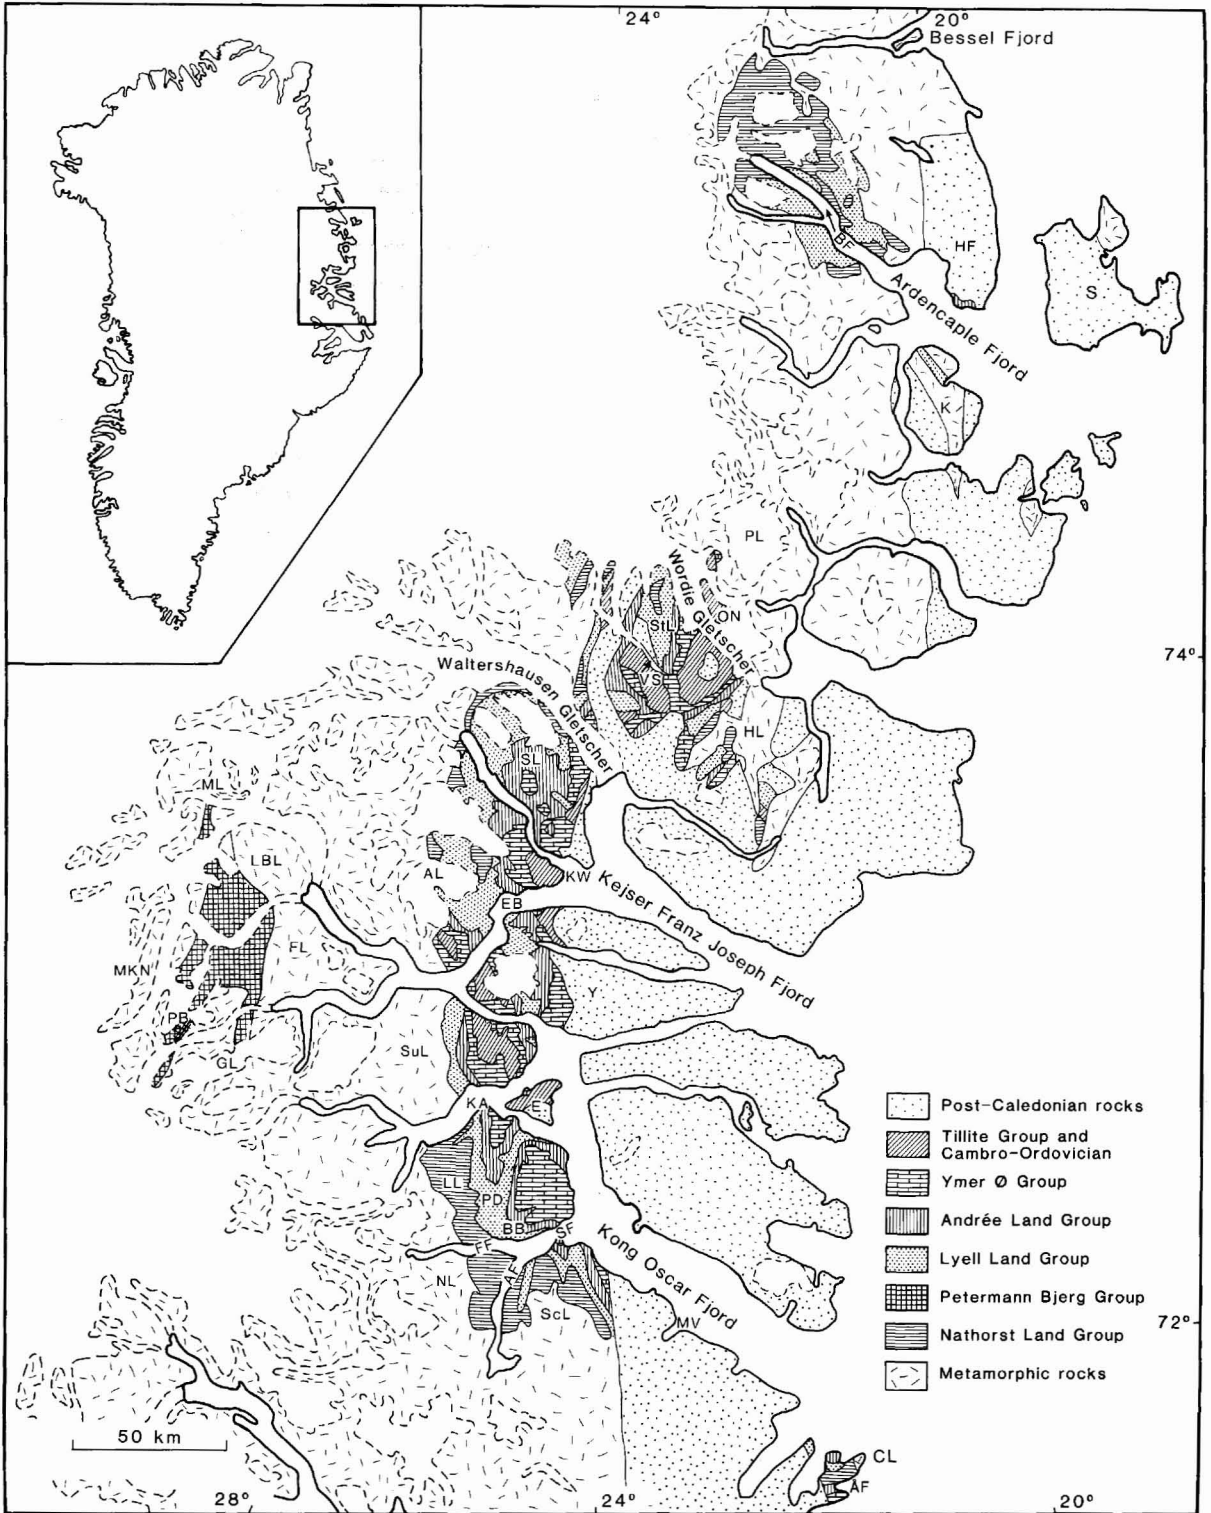 24°
20°
Bessel Fjord
BF
HF
S
Ardencaple Fjord
K
PL
Wordie Gletscher
ON
StL
74°
VS
Waltershausen Gletscher
HL
SL
ML
LBL
AL
KW
Kejser Franz Joseph Fjord
EB
FL
MKN
Y
PB
SuL
GL
KA
E
Post-Caledonian rocks
Tillite Group and
Cambro-Ordovician
Ymer Ø Group
Andrée Land Group
Lyell Land Group
Petermann Bjerg Group
Nathorst Land Group
Metamorphic rocks
LL
PD
BB
SF
FF
Kong Oscar Fjord
AF
NL
ScL
MV
72°
50 km
CL
ÅF
28°
24°
20°